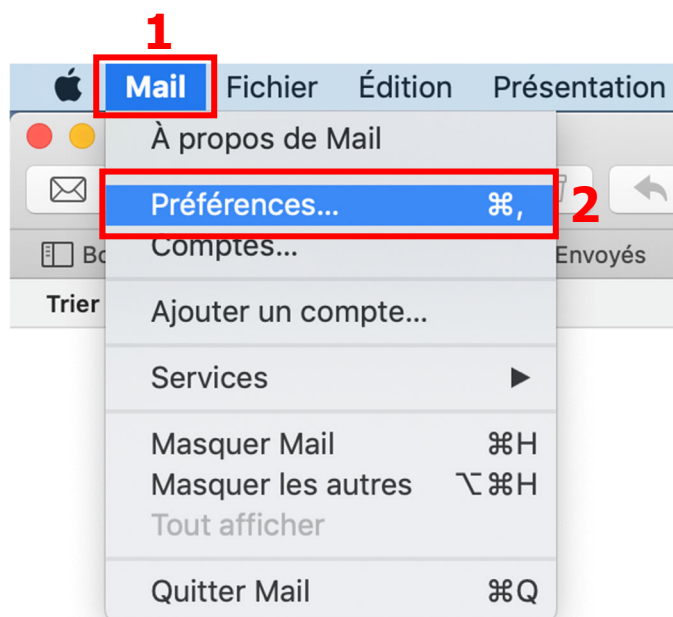 1
Mail Fichier Édition Présentation
À propos de Mail
Préférences... ⌘,
2
Comptes...
Envoyés
Trier
Ajouter un compte...
Services ▶
Masquer Mail ⌘H
Masquer les autres ⌥⌘H
Tout afficher
Quitter Mail ⌘Q